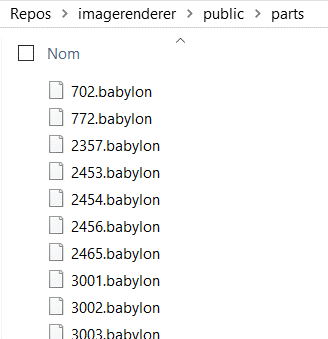 Repos > imagerenderer > public > parts
Nom
702.babylon
772.babylon
2357.babylon
2453.babylon
2454.babylon
2456.babylon
2465.babylon
3001.babylon
3002.babylon
3003.babylon